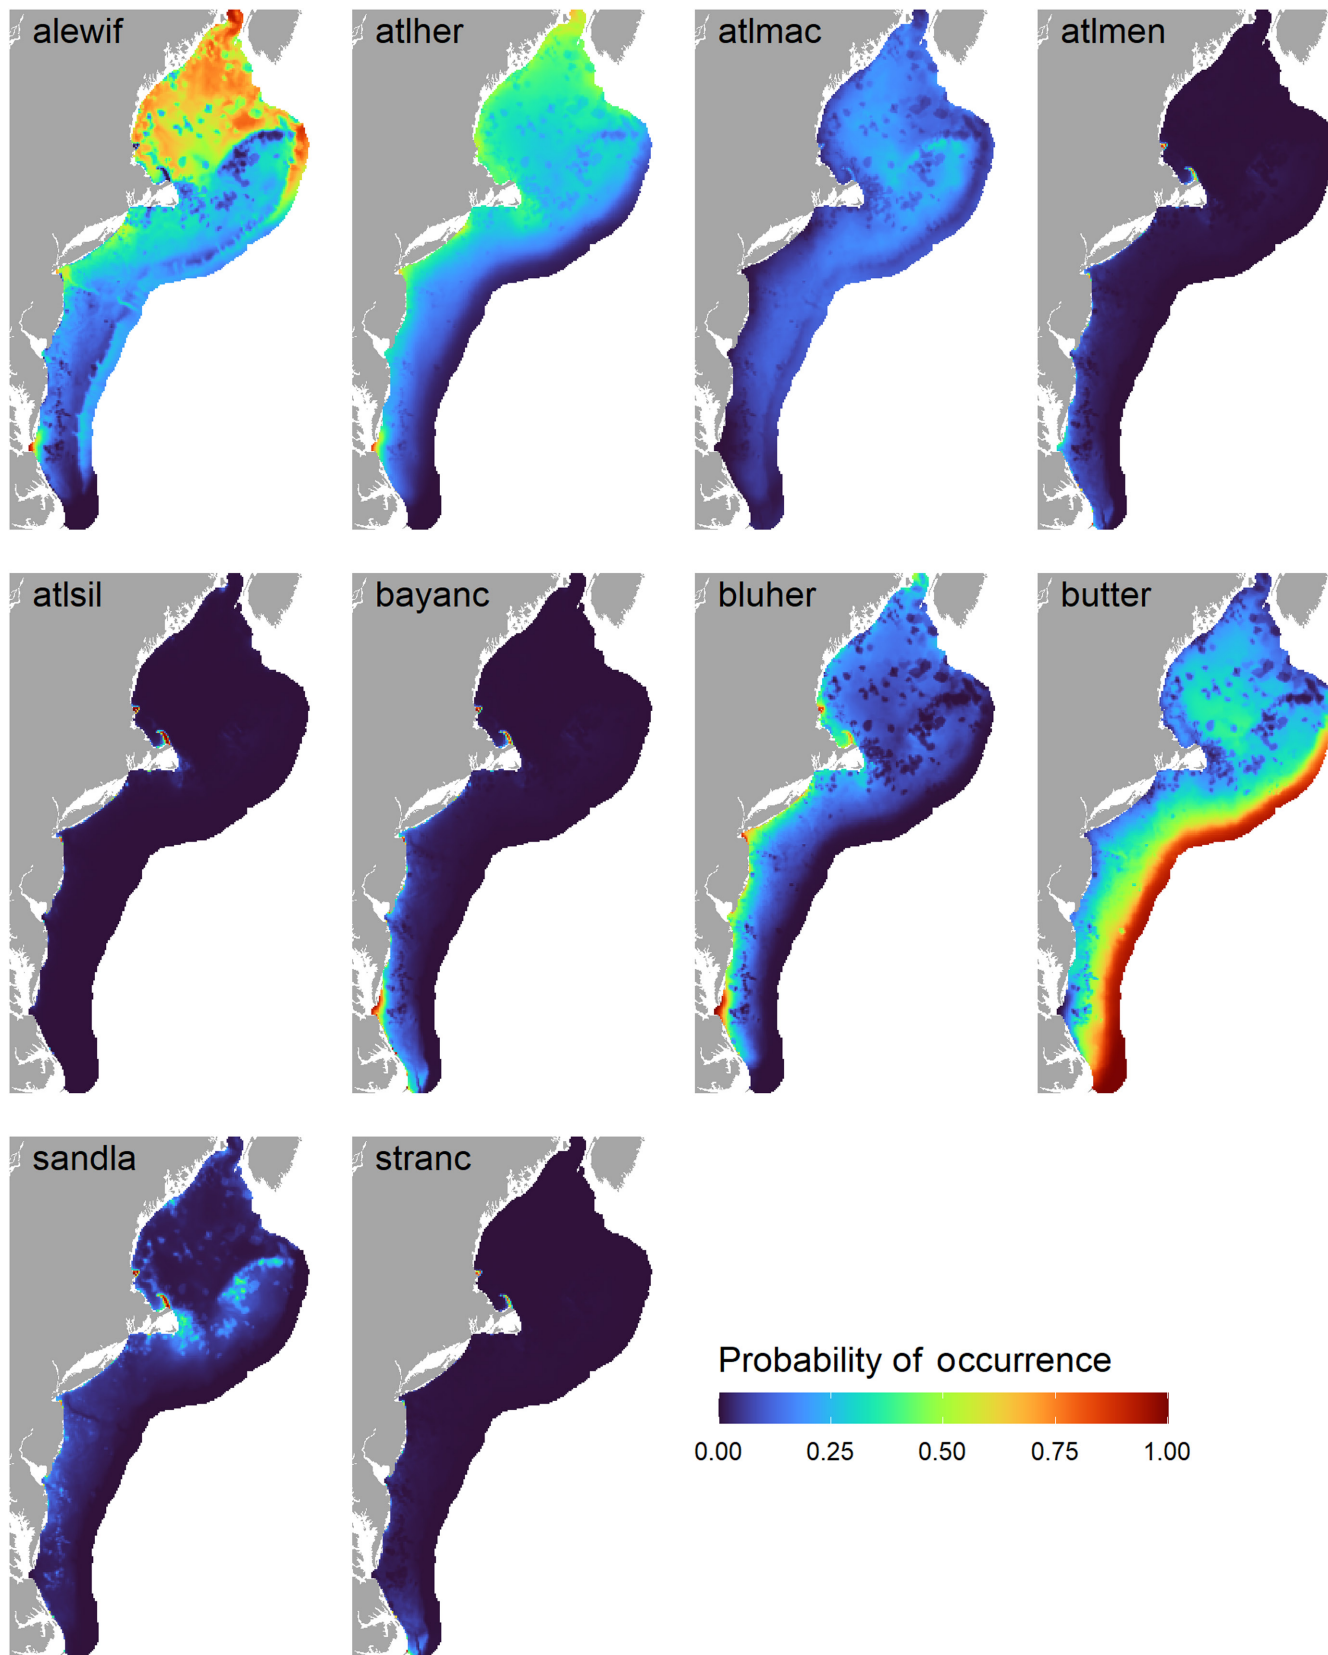 alewif
atlher
atlmac
atlmen
atlsil
bayanc
bluher
butter
sandla
stranc
Probability of occurrence
0.00 0.25 0.50 0.75 1.00